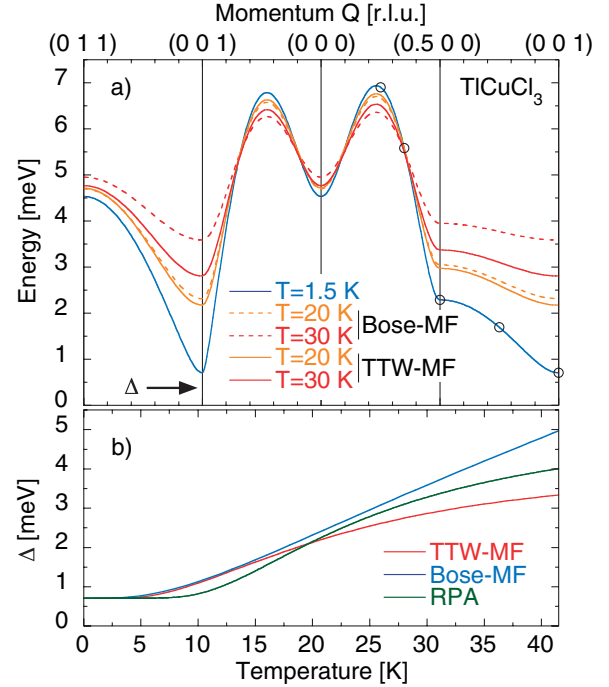 Momentum Q [r.l.u.]
(0 1 1) (0 0 1) (0 0 0) (0.5 0 0) (0 0 1)
a) TlCuCl3
7
6
5
4
3
2
1
0
Energy [meV]
T=1.5 K
T=20 K
T=30 K
Bose-MF
T=20 K
T=30 K
TTW-MF
Δ
b)
5
4
3
2
1
0
Δ [meV]
TTW-MF
Bose-MF
RPA
0 5 10 15 20 25 30 35 40
Temperature [K]